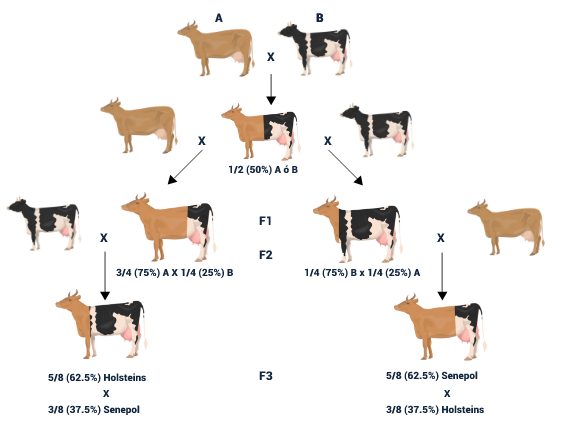 A
B
X
X
X
1/2 (50%) A ó B
F1
X
F2
X
3/4 (75%) A X 1/4 (25%) B
1/4 (75%) B x 1/4 (25%) A
5/8 (62.5%) Holsteins
X
3/8 (37.5%) Senepol
F3
5/8 (62.5%) Senepol
X
3/8 (37.5%) Holsteins